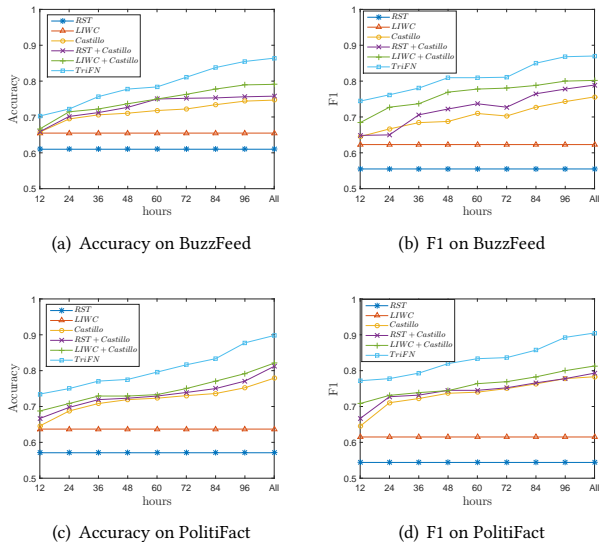 RST
LIWC
Castillo
RST + Castillo
LIWC + Castillo
TriFN
Accuracy
1
0.9
0.8
0.7
0.6
0.5
12 24 36 48 60 72 84 96 All
hours
(a) Accuracy on BuzzFeed
RST
LIWC
Castillo
RST + Castillo
LIWC + Castillo
TriFN
F1
1
0.9
0.8
0.7
0.6
0.5
12 24 36 48 60 72 84 96 All
hours
(b) F1 on BuzzFeed
RST
LIWC
Castillo
RST + Castillo
LIWC + Castillo
TriFN
Accuracy
1
0.9
0.8
0.7
0.6
0.5
12 24 36 48 60 72 84 96 All
hours
(c) Accuracy on PolitiFact
RST
LIWC
Castillo
RST + Castillo
LIWC + Castillo
TriFN
F1
1
0.9
0.8
0.7
0.6
0.5
12 24 36 48 60 72 84 96 All
hours
(d) F1 on PolitiFact